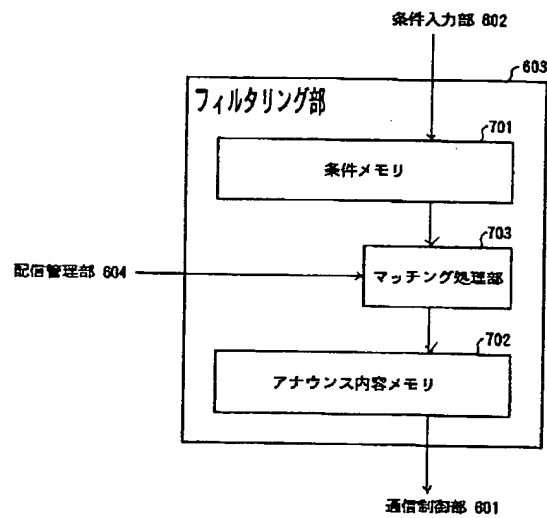 条件入力部 602
603
フィルタリング部
701
条件メモリ
703
配信管理部 604
マッチング処理部
702
アナウンス内容メモリ
通信制御部 601